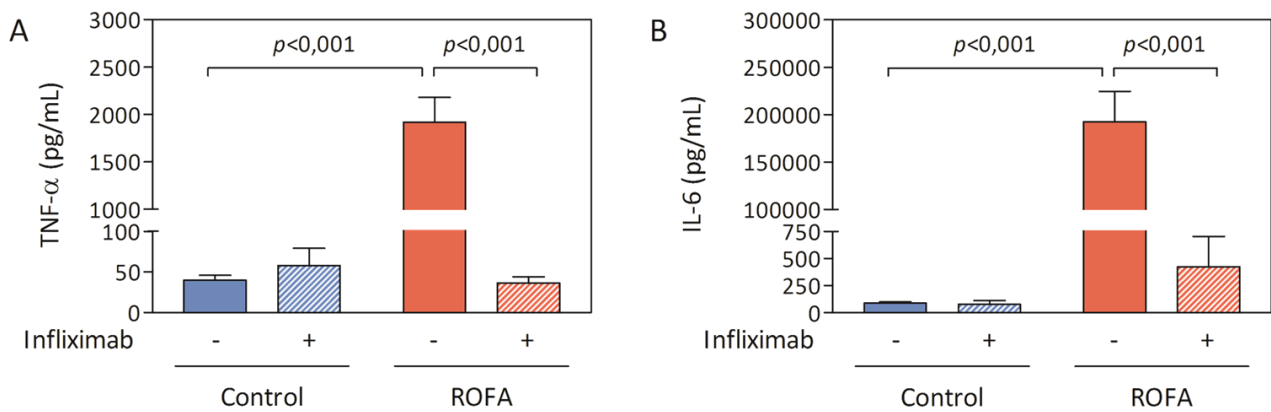 A
TNF-α (pg/mL)
3000
2500
2000
1500
1000
100
50
0
p<0,001
p<0,001
Infliximab - + - +
Control ROFA
B
IL-6 (pg/mL)
300000
250000
200000
150000
100000
750
500
250
0
p<0,001
p<0,001
Infliximab - + - +
Control ROFA